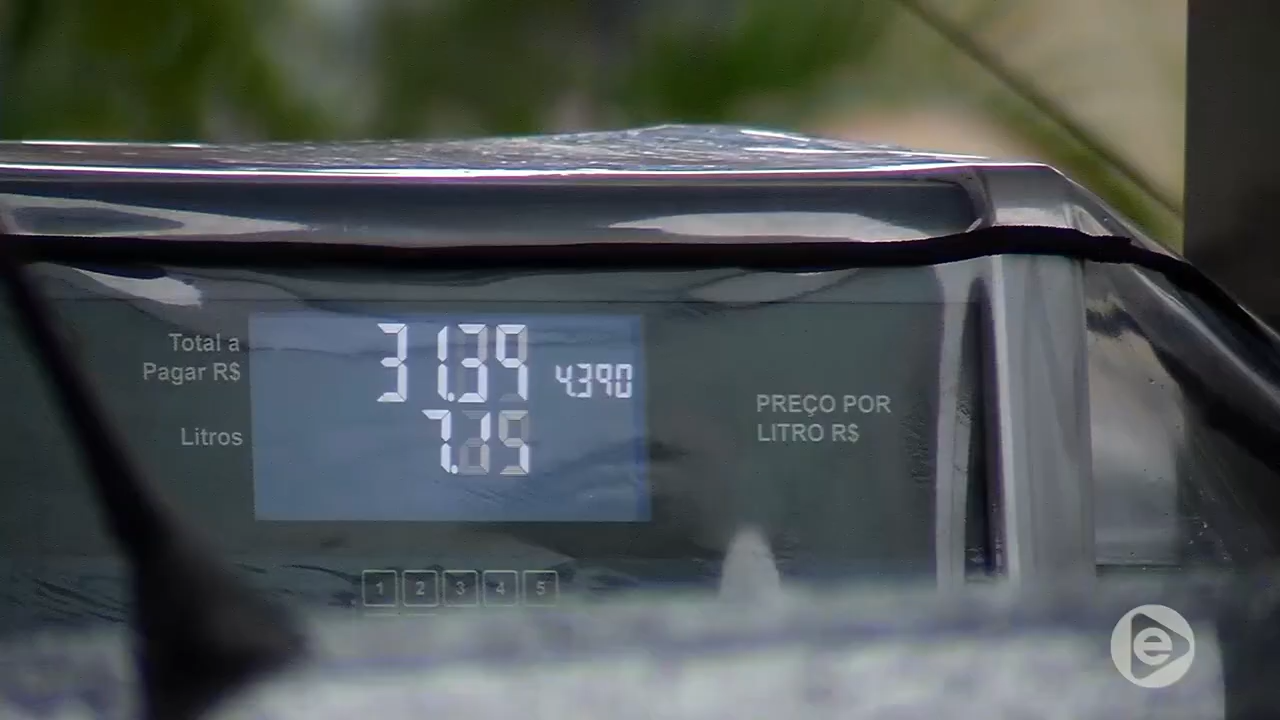 Total a
Pagar R$
31.39
4.390
Litros
7.15
PREÇO POR
LITRO R$
1 2 3 4 5
e